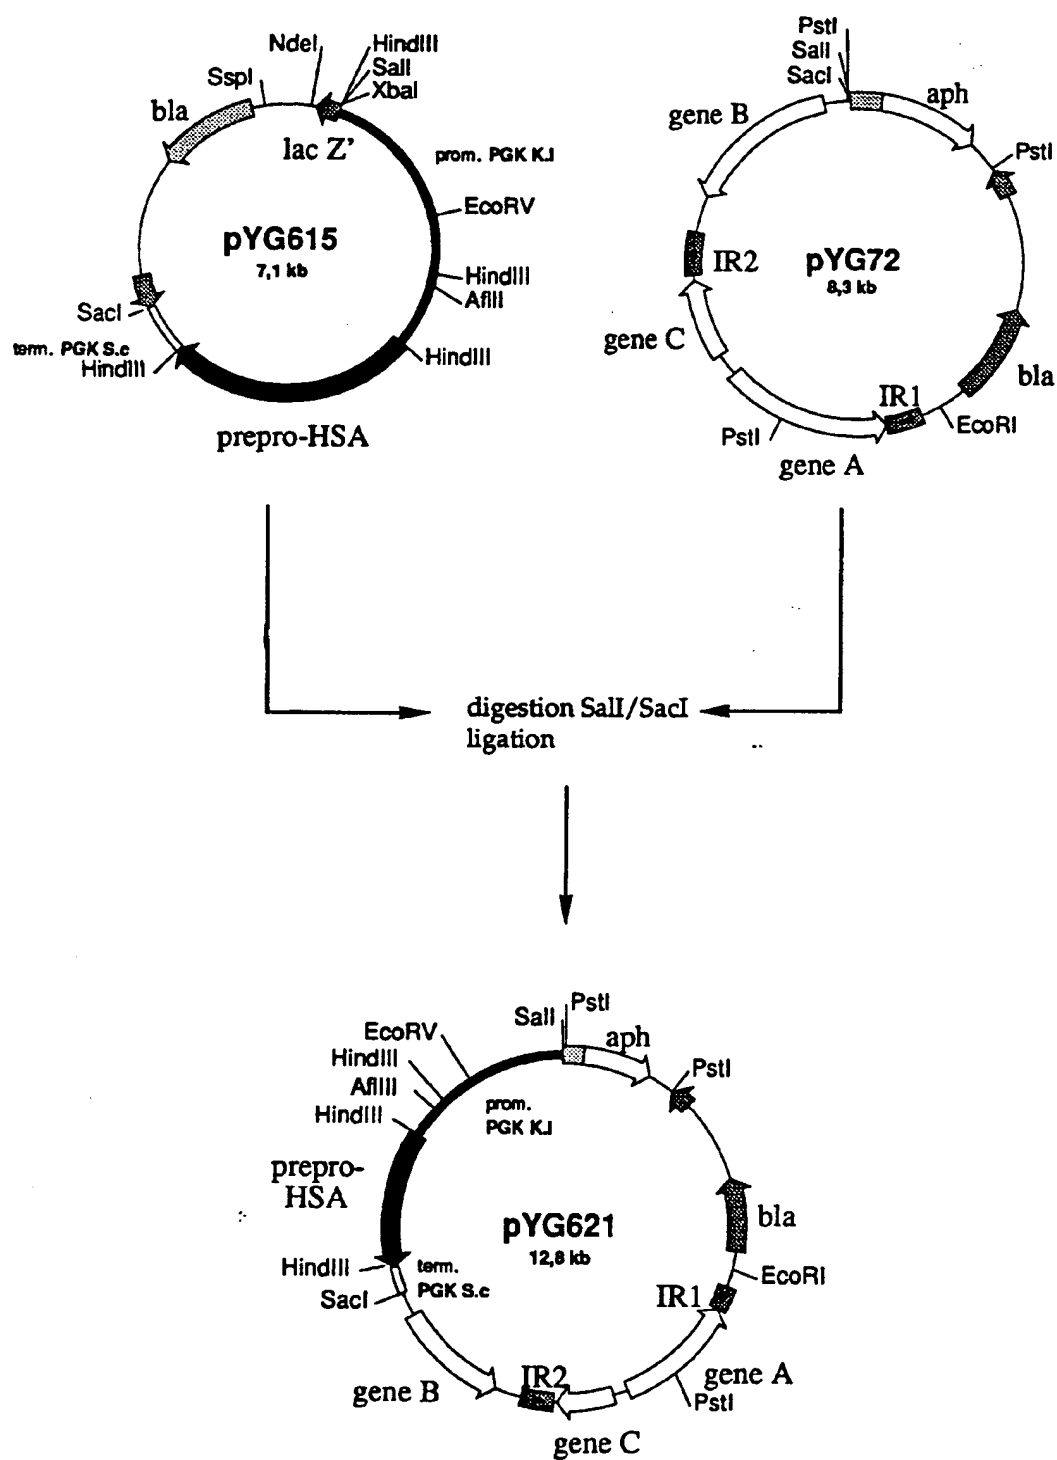 NdeI
HindIII
SalI
XbaI
SspI
bla
lac Z'
prom. PGK K.l
EcoRV
pYG615
7,1 kb
HindIII
AflII
SacI
term. PGK S.c
HindIII
HindIII
prepro-HSA
PstI
SalI
SacI
aph
gene B
PstI
IR2
pYG72
8,3 kb
gene C
bla
IR1
EcoRI
PstI
gene A
digestion SalI/SacI
ligation
SalI
PstI
aph
EcoRV
HindIII
AflIII
HindIII
PstI
prom.
PGK K.l
prepro-
HSA
pYG621
12,8 kb
bla
HindIII
term.
PGK S.c
SacI
EcoRI
IR1
gene B
IR2
gene A
PstI
gene C